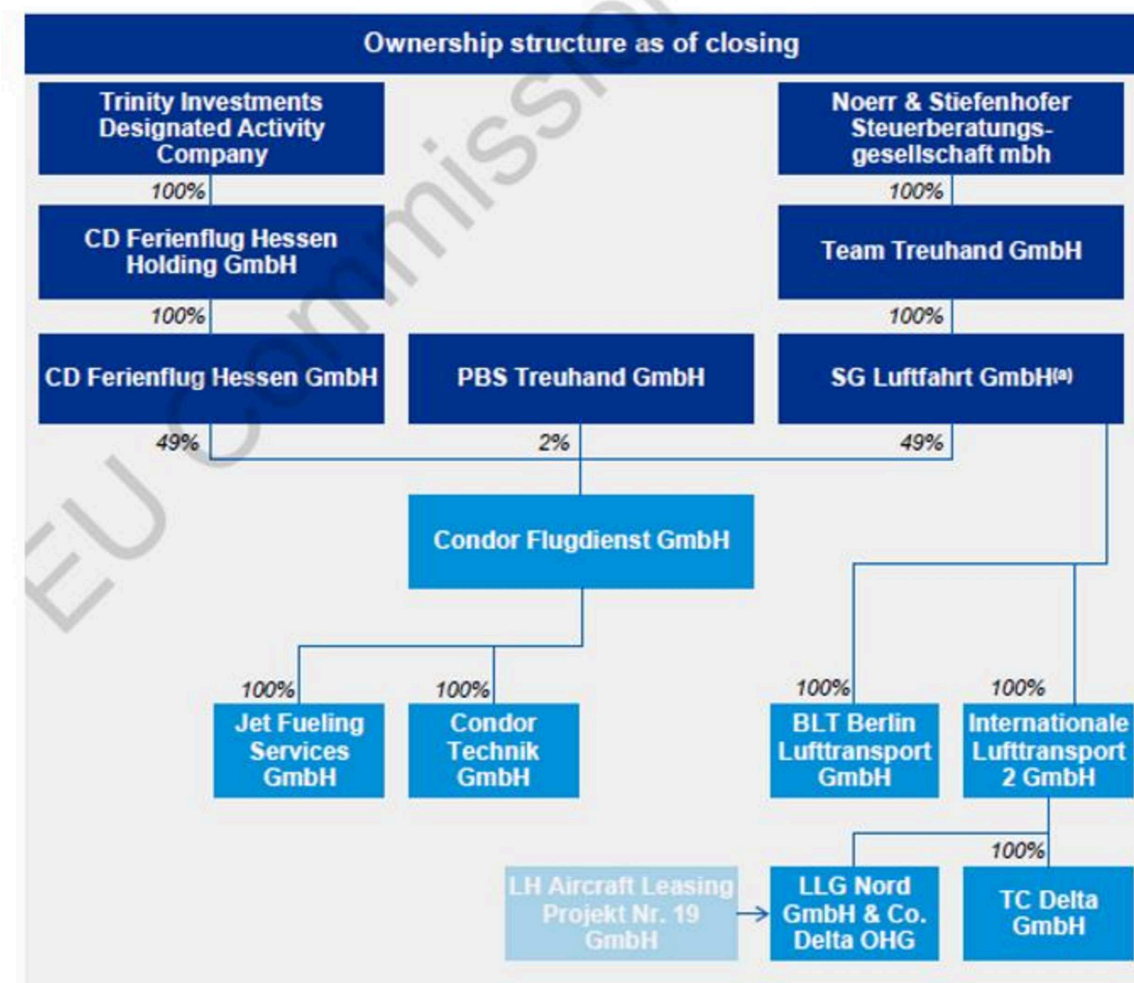 Ownership structure as of closing
Trinity Investments
Designated Activity
Company
Noerr & Stiefenhofer
Steuerberatungs-
gesellschaft mbh
100%
100%
CD Ferienflug Hessen
Holding GmbH
Team Treuhand GmbH
100%
100%
CD Ferienflug Hessen GmbH
PBS Treuhand GmbH
SG Luftfahrt GmbH(a)
49%
2%
49%
Condor Flugdienst GmbH
100%
100%
100%
100%
Jet Fueling
Services
GmbH
Condor
Technik
GmbH
BLT Berlin
Lufttransport
GmbH
Internationale
Lufttransport
2 GmbH
100%
LH Aircraft Leasing
Projekt Nr. 19
GmbH
LLG Nord
GmbH & Co.
Delta OHG
TC Delta
GmbH
EU Commission